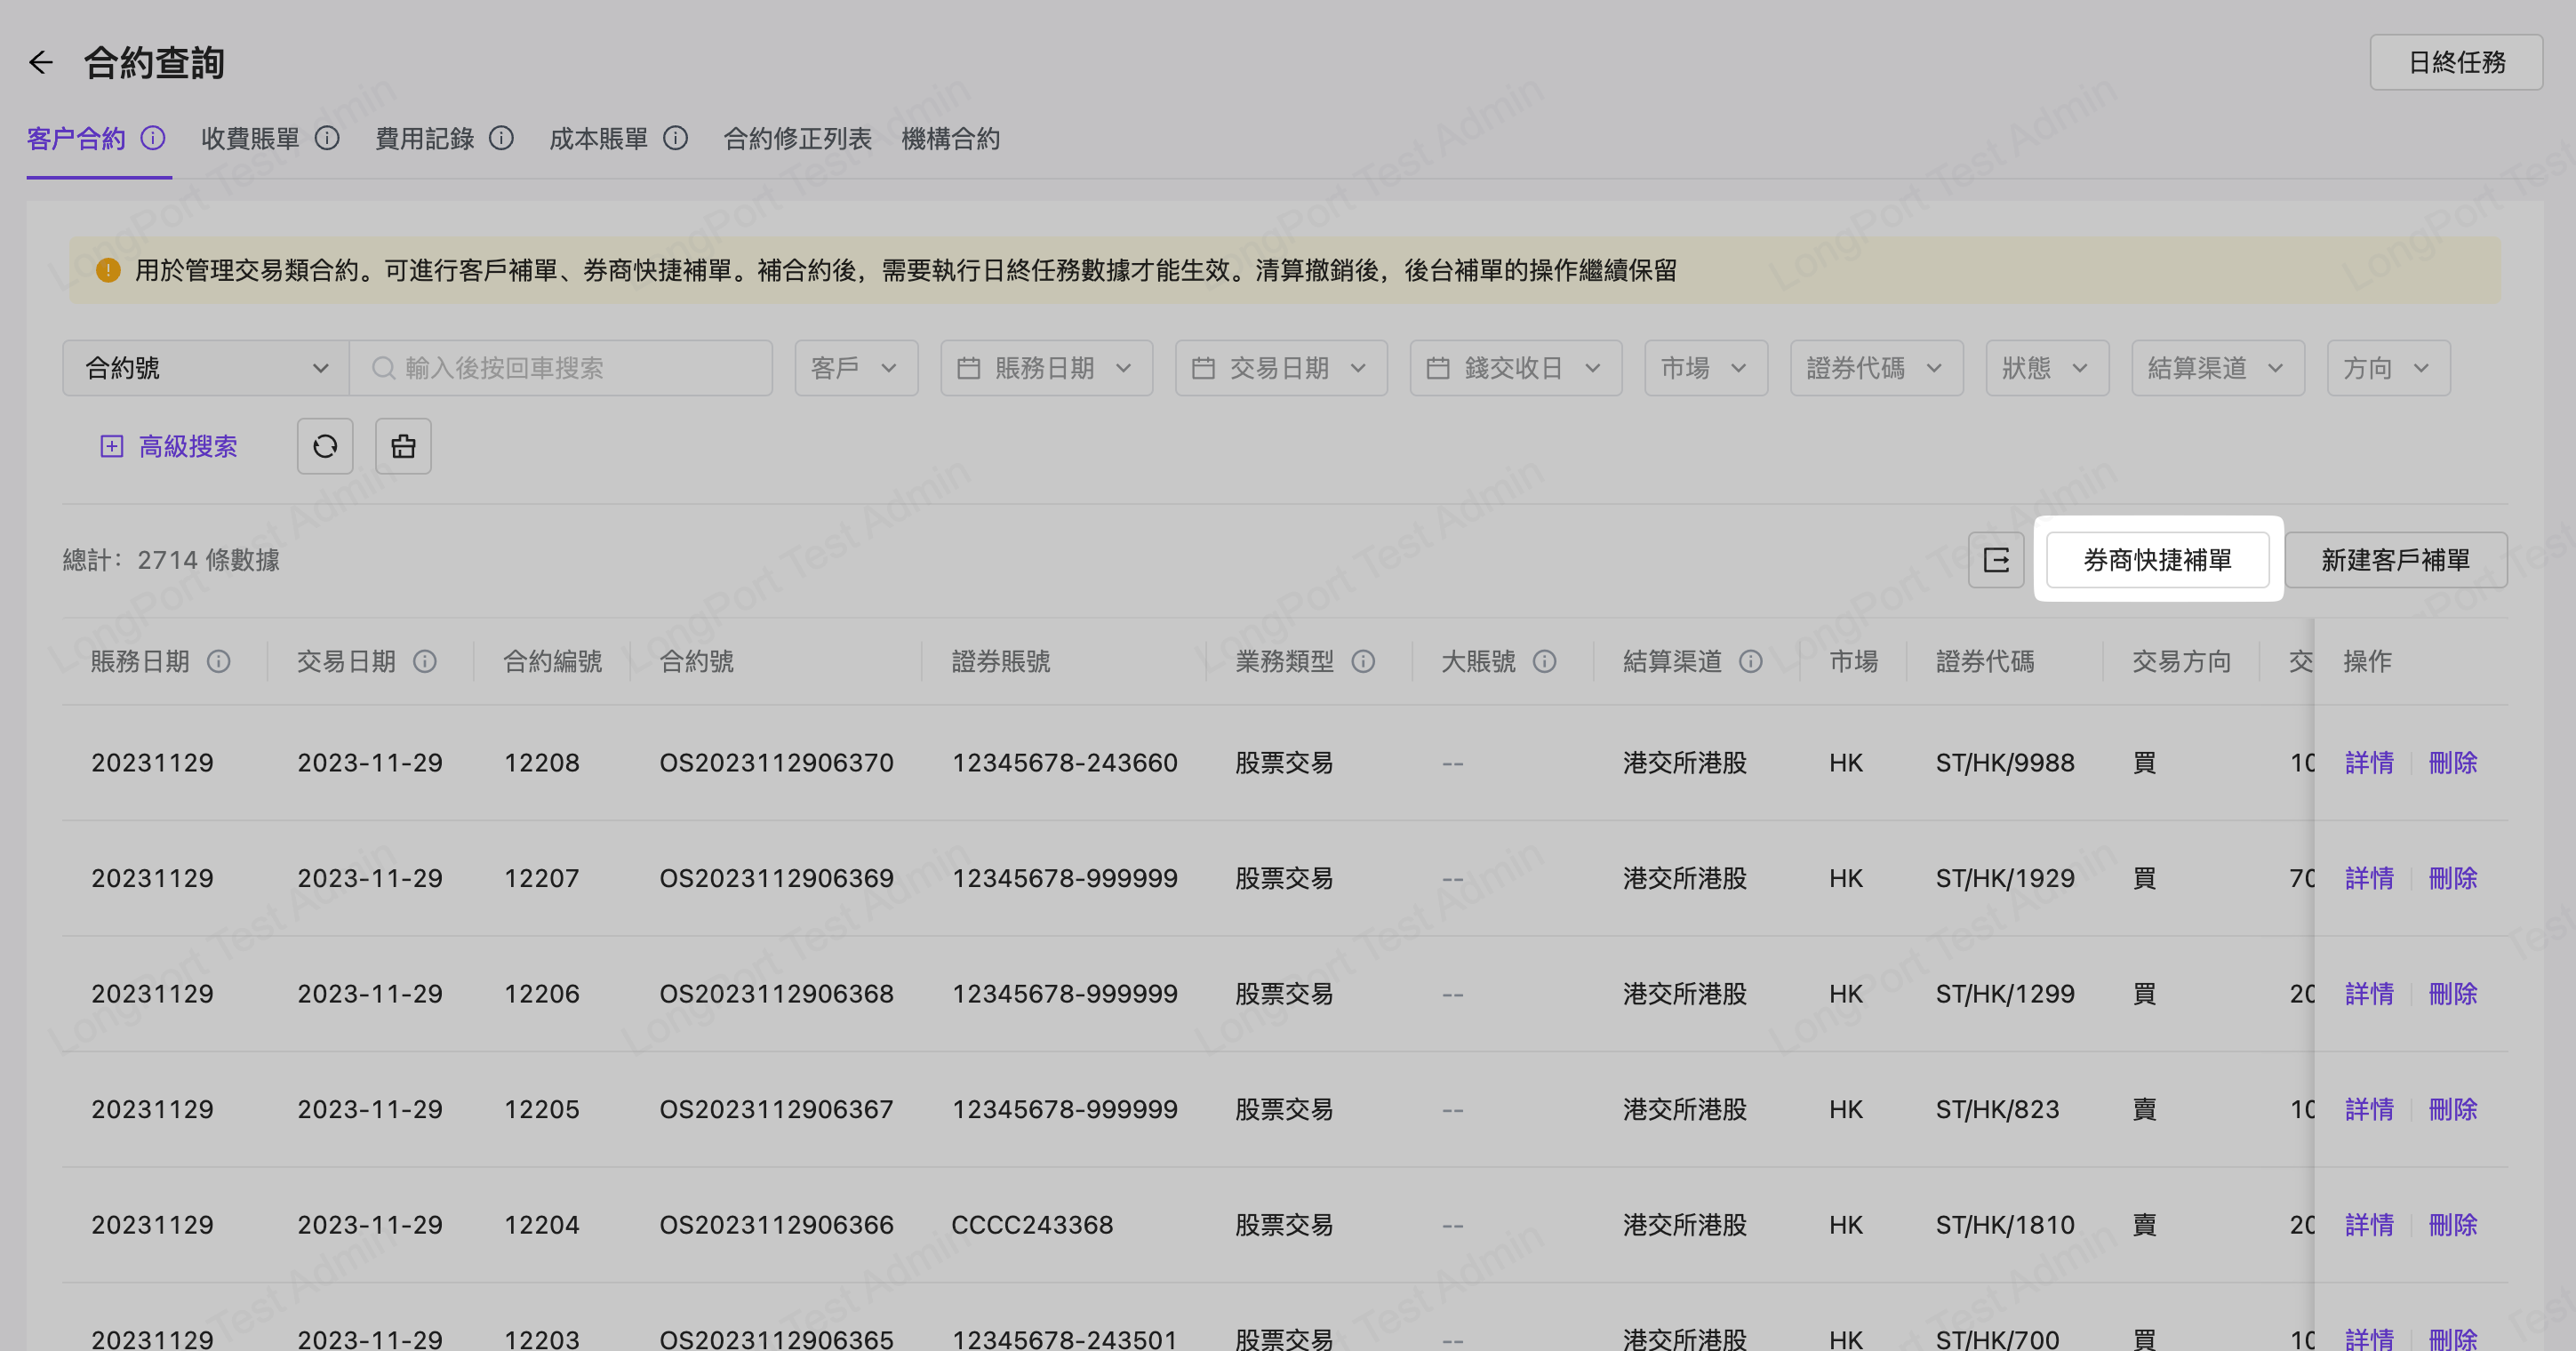 合約查詢
日終任務
客户合約 收費賬單 費用記錄 成本賬單 合約修正列表 機構合約
用於管理交易類合約。可進行客戶補單、券商快捷補單。補合約後，需要執行日終任務數據才能生效。清算撤銷後，後台補單的操作繼續保留
合約號 輸入後按回車搜索 客戶 賬務日期 交易日期 錢交收日 市場 證券代碼 狀態 結算渠道 方向
高級搜索
總計：2714 條數據 券商快捷補單 新建客戶補單
賬務日期 交易日期 合約編號 合約號 證券賬號 業務類型 大賬號 結算渠道 市場 證券代碼 交易方向 交 操作
20231129 2023-11-29 12208 OS2023112906370 12345678-243660 股票交易 -- 港交所港股 HK ST/HK/9988 買 10 詳情 刪除
20231129 2023-11-29 12207 OS2023112906369 12345678-999999 股票交易 -- 港交所港股 HK ST/HK/1929 買 70 詳情 刪除
20231129 2023-11-29 12206 OS2023112906368 12345678-999999 股票交易 -- 港交所港股 HK ST/HK/1299 買 20 詳情 刪除
20231129 2023-11-29 12205 OS2023112906367 12345678-999999 股票交易 -- 港交所港股 HK ST/HK/823 賣 10 詳情 刪除
20231129 2023-11-29 12204 OS2023112906366 CCCC243368 股票交易 -- 港交所港股 HK ST/HK/1810 賣 20 詳情 刪除
20231129 2023-11-29 12203 OS2023112906365 12345678-243501 股票交易 -- 港交所港股 HK ST/HK/700 買 10 詳情 刪除
LongPort Test Admin